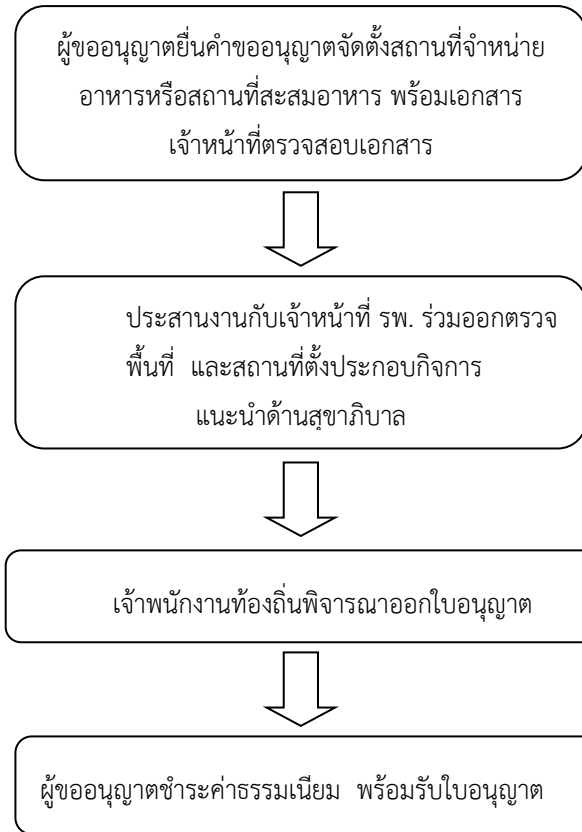 ผู้ขออนุญาตยื่นคำขออนุญาตจัดตั้งสถานที่จำหน่าย
อาหารหรือสถานที่สะสมอาหาร พร้อมเอกสาร
เจ้าหน้าที่ตรวจสอบเอกสาร
ประสานงานกับเจ้าหน้าที่ รพ. ร่วมออกตรวจ
พื้นที่ และสถานที่ตั้งประกอบกิจการ
แนะนำด้านสุขาภิบาล
เจ้าพนักงานท้องถิ่นพิจารณาออกใบอนุญาต
ผู้ขออนุญาตชำระค่าธรรมเนียม พร้อมรับใบอนุญาต